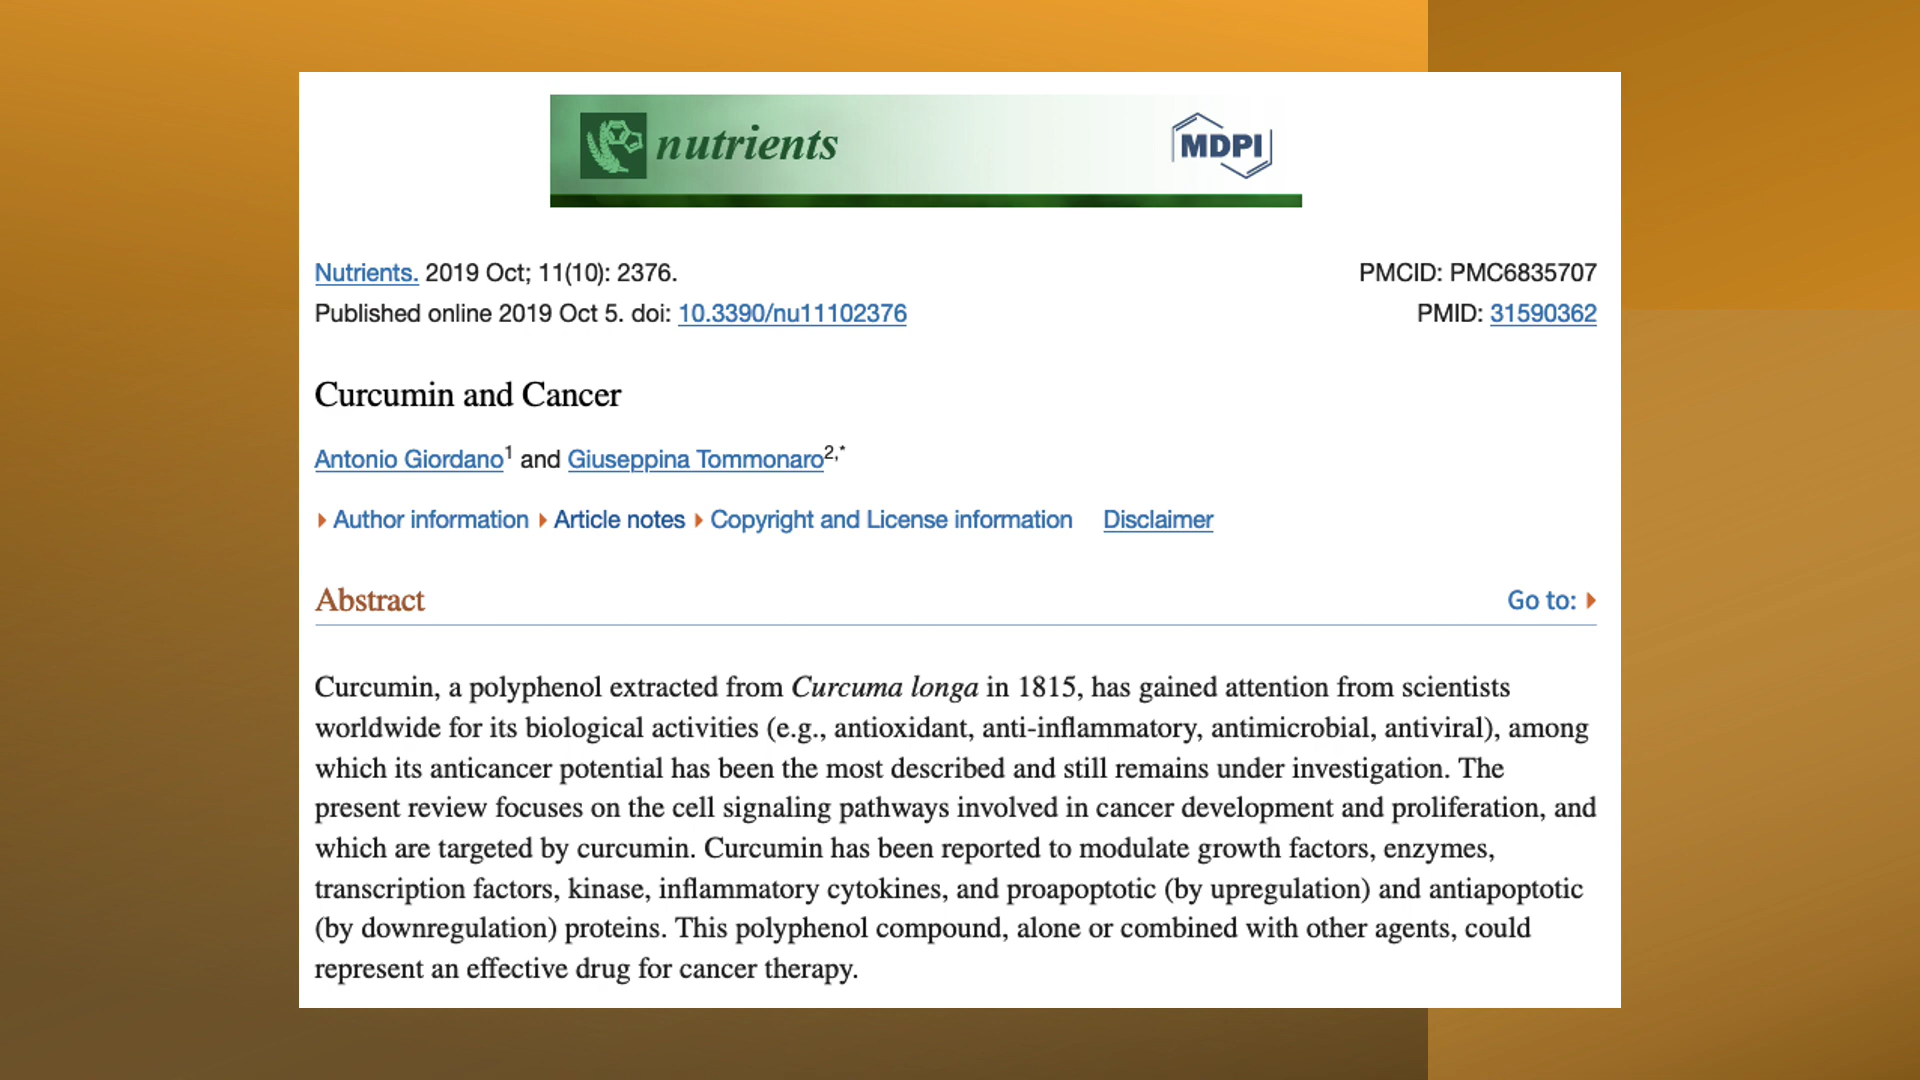 nutrients
MDPI
Nutrients. 2019 Oct; 11(10): 2376.
PMCID: PMC6835707
Published online 2019 Oct 5. doi: 10.3390/nu11102376
PMID: 31590362
Curcumin and Cancer
Antonio Giordano1 and Giuseppina Tommonaro2,*
Author information Article notes Copyright and License information Disclaimer
Abstract
Go to:
Curcumin, a polyphenol extracted from Curcuma longa in 1815, has gained attention from scientists
worldwide for its biological activities (e.g., antioxidant, anti-inflammatory, antimicrobial, antiviral), among
which its anticancer potential has been the most described and still remains under investigation. The
present review focuses on the cell signaling pathways involved in cancer development and proliferation, and
which are targeted by curcumin. Curcumin has been reported to modulate growth factors, enzymes,
transcription factors, kinase, inflammatory cytokines, and proapoptotic (by upregulation) and antiapoptotic
(by downregulation) proteins. This polyphenol compound, alone or combined with other agents, could
represent an effective drug for cancer therapy.